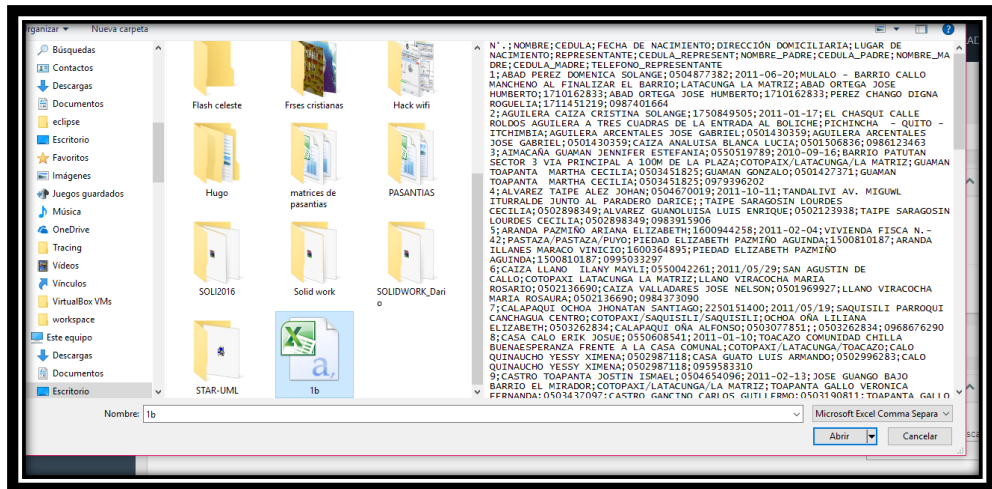 rganizar Nueva carpeta
Búsquedas
Contactos
Descargas
Documentos
eclipse
Escritorio
Favoritos
Imágenes
Juegos guardados
Música
OneDrive
Tracing
Vídeos
Vínculos
VirtualBox VMs
workspace
Este equipo
Descargas
Documentos
Escritorio
Flash celeste
Frses cristianas
Hack wifi
Hugo
matrices de
pasantias
PASANTIAS
SOLI2016
Solid work
SOLIDWORK_Dari
o
STAR-UML
1b
N'.;NOMBRE;CEDULA;FECHA DE NACIMIENTO;DIRECCIÓN DOMICILIARIA;LUGAR DE
NACIMIENTO;REPRESENTANTE;CEDULA_REPRESENT;NOMBRE_PADRE;CEDULA_PADRE;NOMBRE_MA
DRE;CEDULA_MADRE;TELEFONO_REPRESENTANTE
1;ABAD PEREZ DOMENICA SOLANGE;0504877382;2011-06-20;MULALO - BARRIO CALLO
MANCHENO AL FINALIZAR EL BARRIO;LATACUNGA LA MATRIZ;ABAD ORTEGA JOSE
HUMBERTO;1710162833;ABAD ORTEGA JOSE HUMBERTO;1710162833;PEREZ CHANGO DIGNA
ROGUELIA;1711451219;0987401664
2;AGUILERA CAIZA CRISTINA SOLANGE;1750849505;2011-01-17;EL CHASQUI CALLE
ROLDOS AGUILERA A TRES CUADRAS DE LA ENTRADA AL BOLICHE;PICHINCHA - QUITO -
ITCHIMBIA;AGUILERA ARCENTALES JOSE GABRIEL;0501430359;AGUILERA ARCENTALES
JOSE GABRIEL;0501430359;CAIZA ANALUISA BLANCA LUCIA;0501506836;0986123463
3;AIMACAÑA GUAMAN JENNIFER ESTEFANIA;0550519789;2010-09-16;BARRIO PATUTAN
SECTOR 3 VIA PRINCIPAL A 100M DE LA PLAZA;COTOPAIX/LATACUNGA/LA MATRIZ;GUAMAN
TOAPANTA MARTHA CECILIA;0503451825;GUAMAN GONZALO;0501427371;GUAMAN
TOAPANTA MARTHA CECILIA;0503451825;0979396202
4;ALVAREZ TAIPE ALEZ JOHAN;0504670019;2011-10-11;TANDALIVI AV. MIGUWL
ITURRALDE JUNTO AL PARADERO DARICE;;TAIPE SARAGOSIN LOURDES
CECILIA;0502898349;ALVAREZ GUANOLUISA LUIS ENRIQUE;0502123938;TAIPE SARAGOSIN
LOURDES CECILIA;0502898349;0983915906
5;ARANDA PAZMIÑO ARIANA ELIZABETH;1600944258;2011-02-04;VIVIENDA FISCA N.-
42;PASTAZA/PASTAZA/PUYO;PIEDAD ELIZABETH PAZMIÑO AGUINDA;1500810187;ARANDA
ILLANES MARACO VINICIO;1600364895;PIEDAD ELIZABETH PAZMIÑO
AGUINDA;1500810187;0995033297
6;CAIZA LLANO ILANY MAYLI;0550042261;2011/05/29;SAN AGUSTIN DE
CALLO;COTOPAXI LATACUNGA LA MATRIZ;LLANO VIRACOCHA MARIA
ROSARIO;0502136690;CAIZA VALLADARES JOSE NELSON;0501969927;LLANO VIRACOCHA
MARIA ROSAURA;0502136690;0984373090
7;CALAPAQUI OCHOA JHONATAN SANTIAGO;2250151400;2011/05/19;SAQUISILI PARROQUI
CANCHAGUA CENTRO;COTOPAXI/SAQUISILI/SAQUISILI;OCHOA OÑA LILIANA
ELIZABETH;0503262834;CALAPAQUI OÑA ALFONSO;0503077851;;0503262834;0968676290
8;CASA CALO ERIK JOSUE;0550608541;2011-01-10;TOACAZO COMUNIDAD CHILLA
BUENAESPERANZA FRENTE A LA CASA COMUNAL;COTOPAXI/LATACUNGA/TOACAZO;CALO
QUINAUCHO YESSY XIMENA;0502987118;CASA GUATO LUIS ARMANDO;0502996283;CALO
QUINAUCHO YESSY XIMENA;0502987118;0959583310
9;CASTRO TOAPANTA JOSTIN ISMAEL;0504654096;2011-02-13;JOSE GUANGO BAJO
BARRIO EL MIRADOR;COTOPAXI/LATACUNGA/LA MATRIZ;TOAPANTA GALLO VERONICA
FERNANDA;0503437097;CASTRO GANCINO CARLOS GUILLERMO;0503190811;TOAPANTA GALLO
Nombre: 1b
Microsoft Excel Comma Separa
Abrir
Cancelar